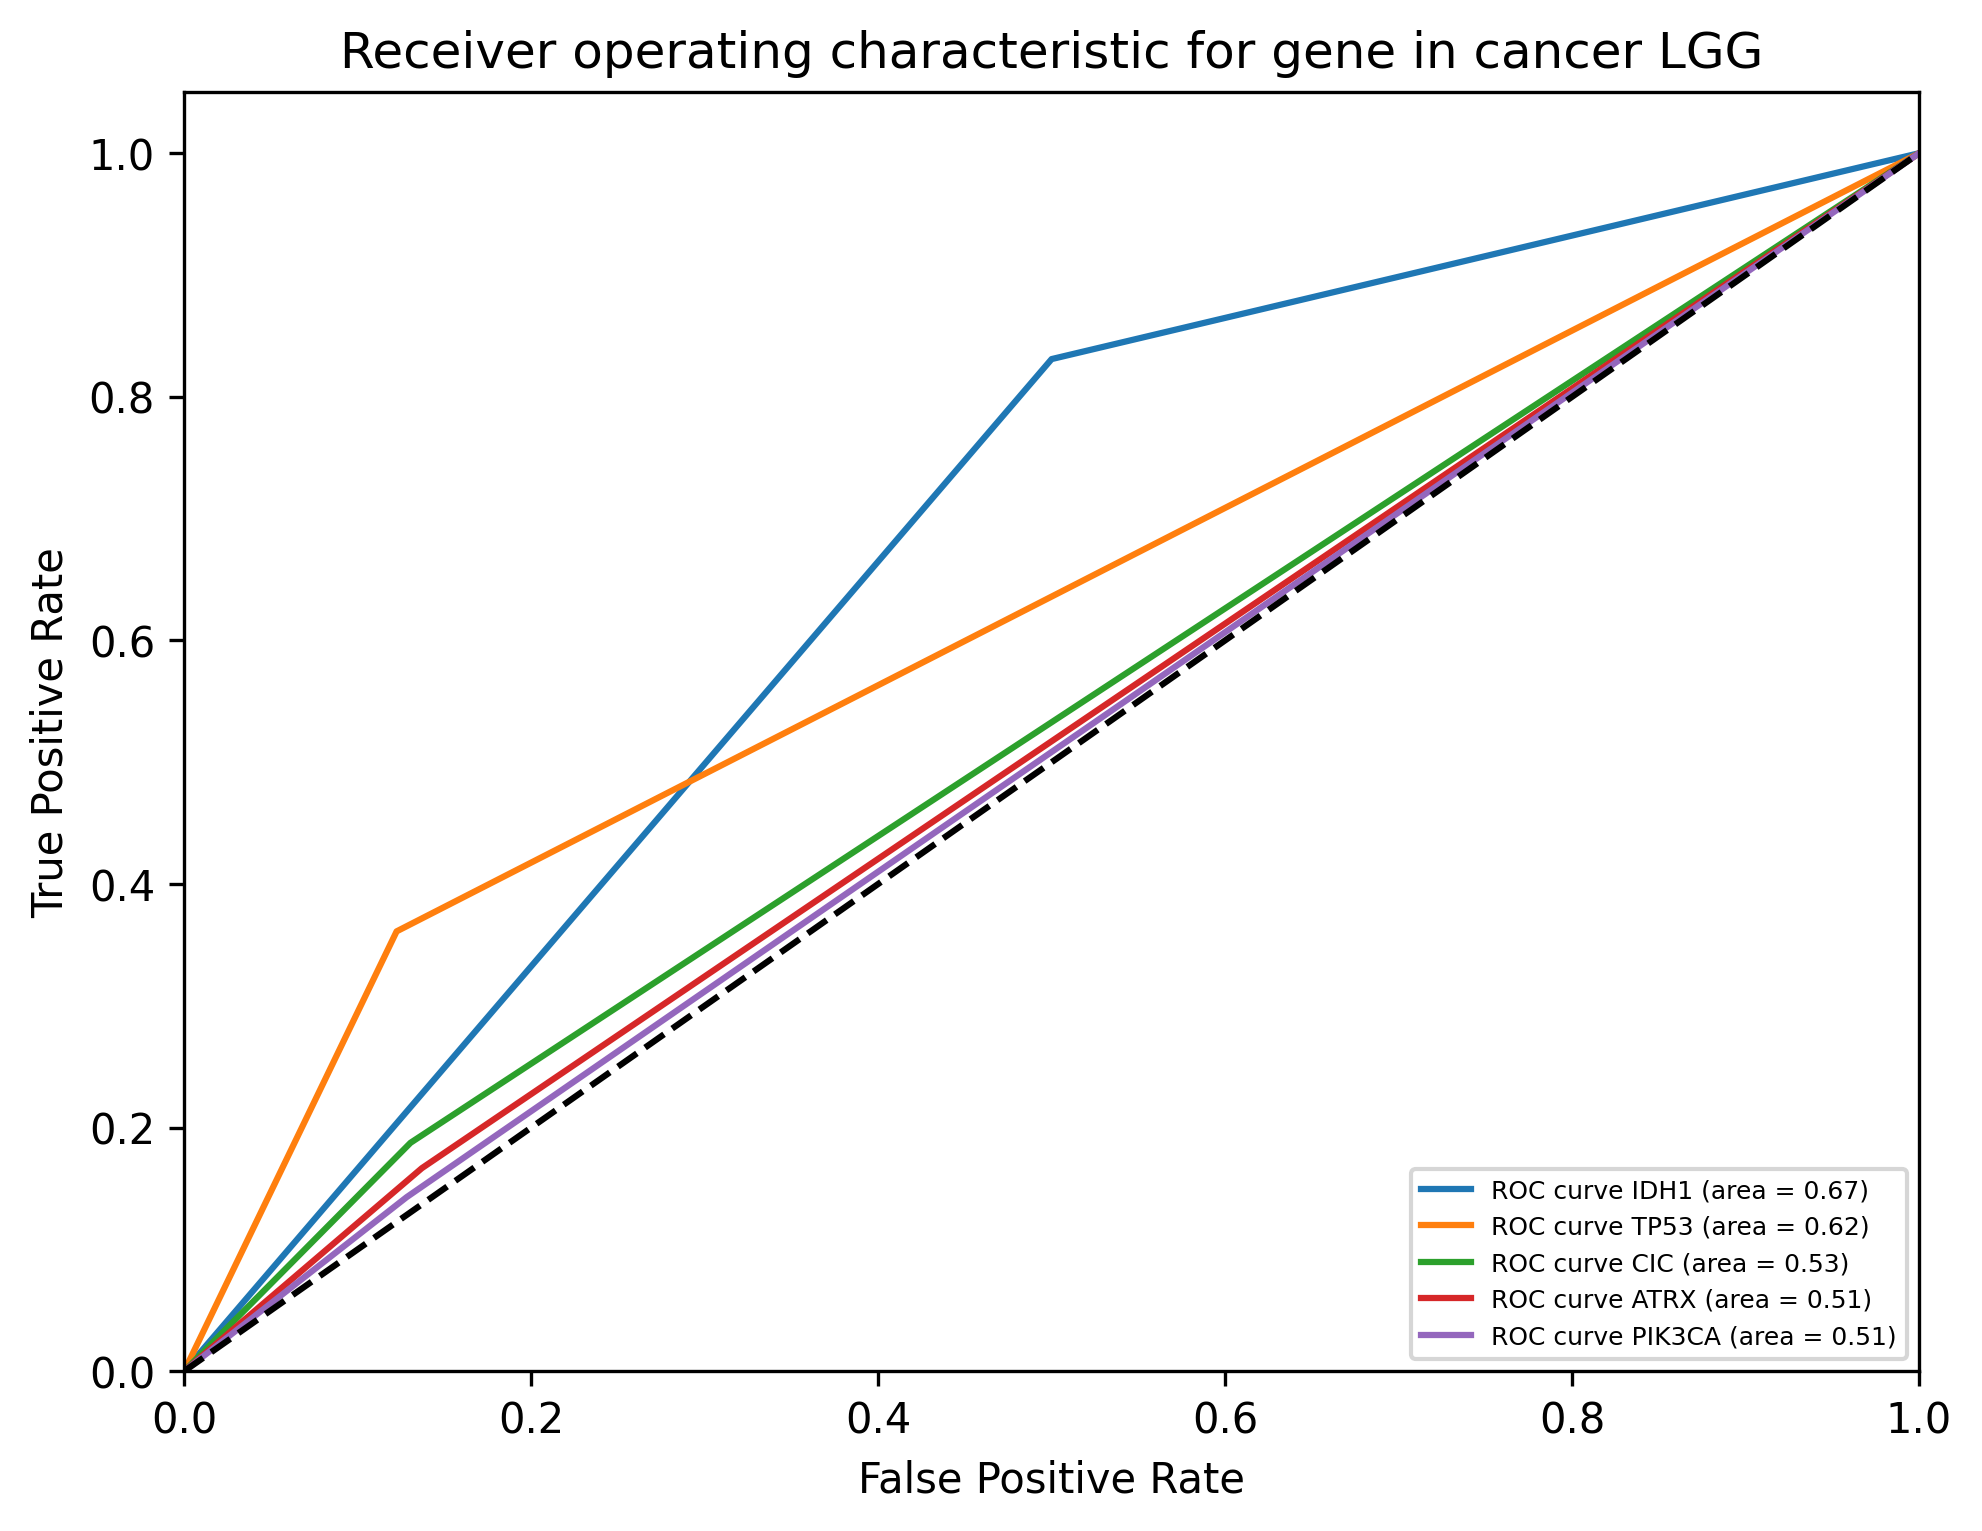 Receiver operating characteristic for gene in cancer LGG
1.0
0.8
0.6
0.4
0.2
0.0
True Positive Rate
ROC curve IDH1 (area = 0.67)
ROC curve TP53 (area = 0.62)
ROC curve CIC (area = 0.53)
ROC curve ATRX (area = 0.51)
ROC curve PIK3CA (area = 0.51)
0.0 0.2 0.4 0.6 0.8 1.0
False Positive Rate